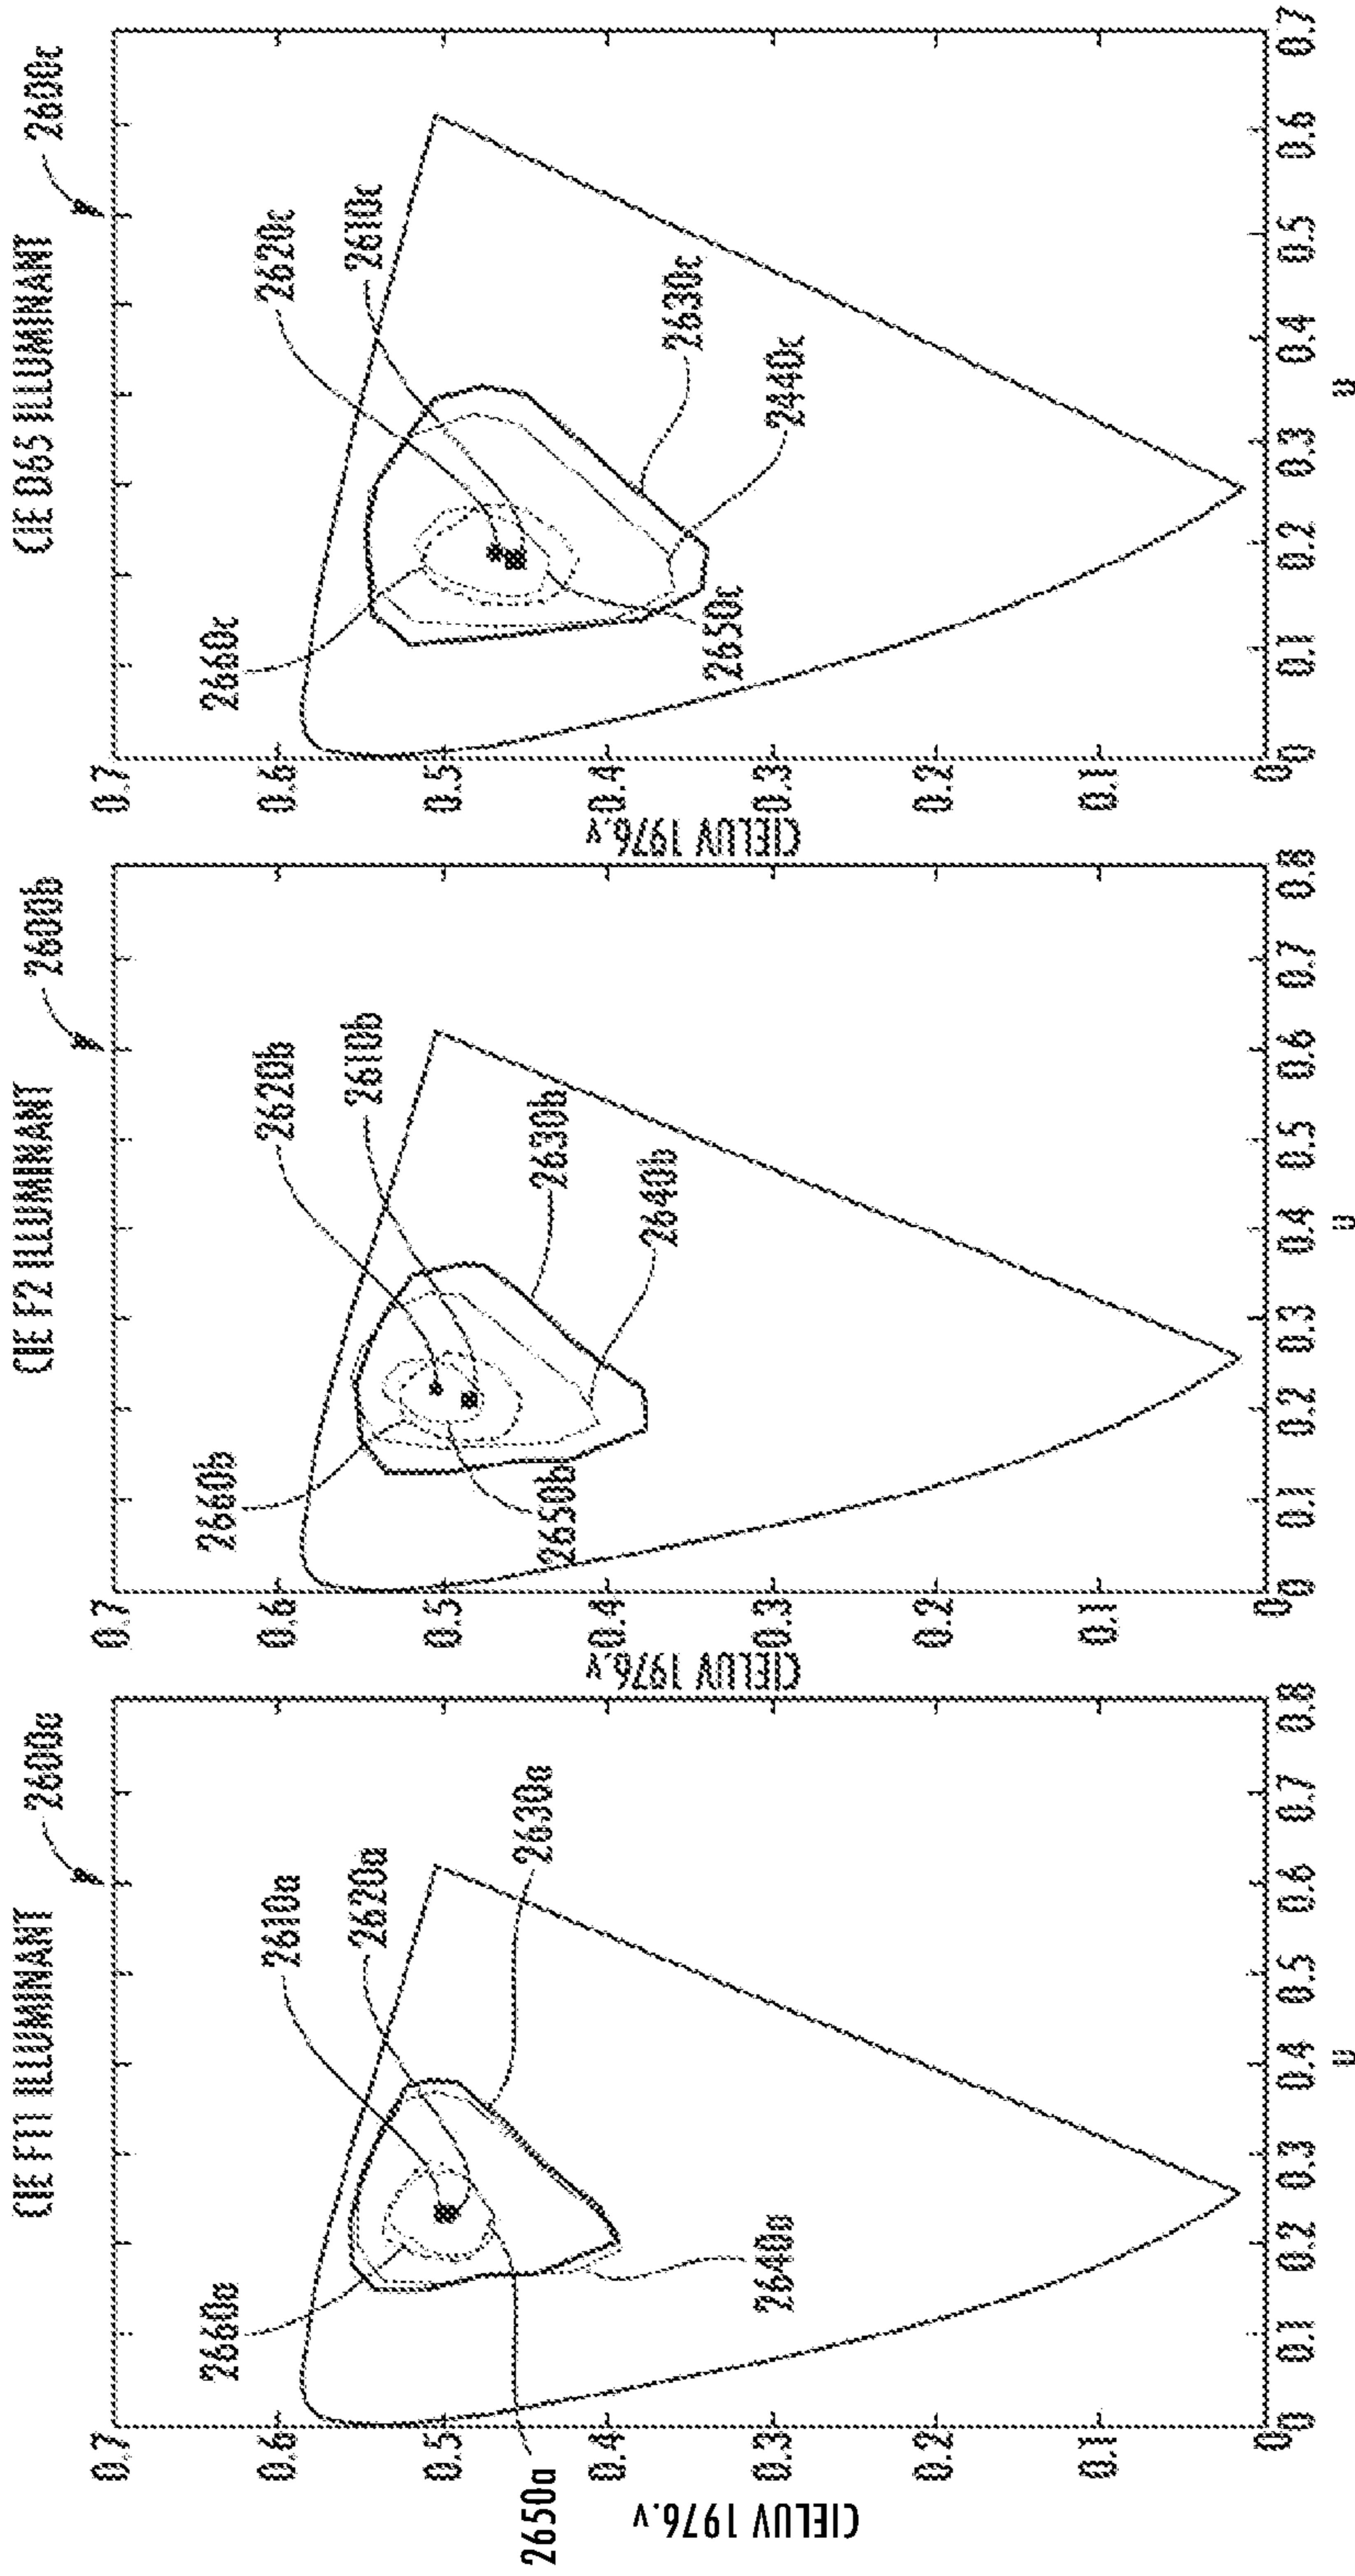 CIE F11 ILLUMINANT
2600a
0.7
0.6
0.5
0.4
0.3
0.2
0.1
0
CIELUV 1976.v
0
0.1
0.2
0.3
0.4
0.5
0.6
0.7
0.8
u
2660a
2610a
2620a
2630a
2640a
2650a
CIE F2 ILLUMINANT
2600b
0.7
0.6
0.5
0.4
0.3
0.2
0.1
0
CIELUV 1976.v
0
0.1
0.2
0.3
0.4
0.5
0.6
0.7
0.8
u
2660b
2620b
2610b
2650b
2630b
2640b
CIE D65 ILLUMINANT
2600c
0.7
0.6
0.5
0.4
0.3
0.2
0.1
0
CIELUV 1976.v
0
0.1
0.2
0.3
0.4
0.5
0.6
0.7
u
2660c
2620c
2610c
2630c
2650c
2440c